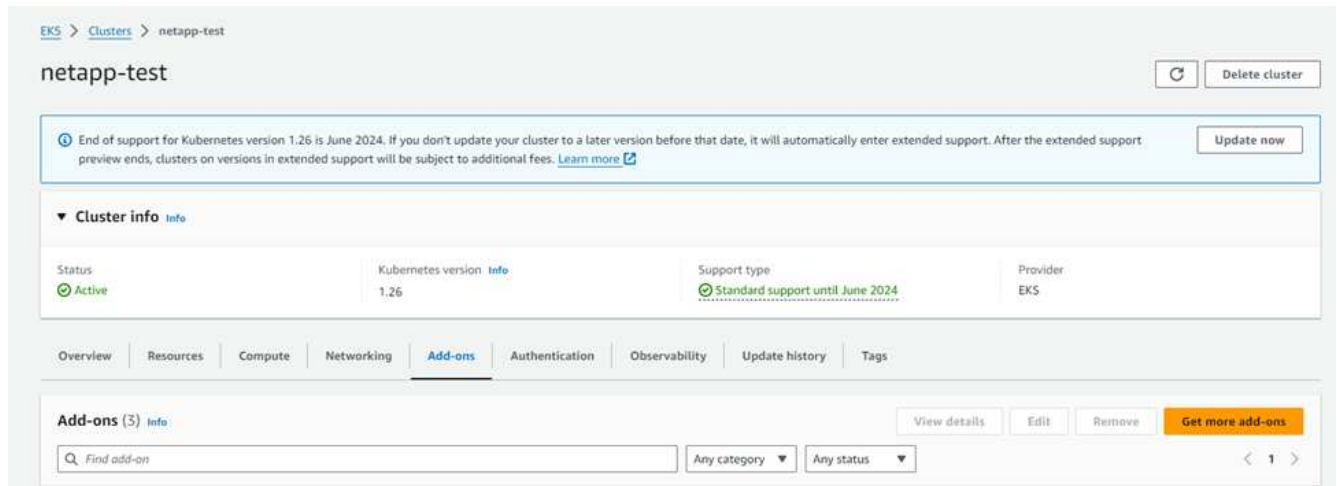 EKS > Clusters > netapp-test
netapp-test
Delete cluster
End of support for Kubernetes version 1.26 is June 2024. If you don't update your cluster to a later version before that date, it will automatically enter extended support. After the extended support
preview ends, clusters on versions in extended support will be subject to additional fees. Learn more
Update now
▼ Cluster info Info
Status
Active
Kubernetes version Info
1.26
Support type
Standard support until June 2024
Provider
EKS
Overview Resources Compute Networking Add-ons Authentication Observability Update history Tags
Add-ons (3) Info
View details Edit Remove Get more add-ons
Find add-on
Any category ▼ Any status ▼
< 1 >